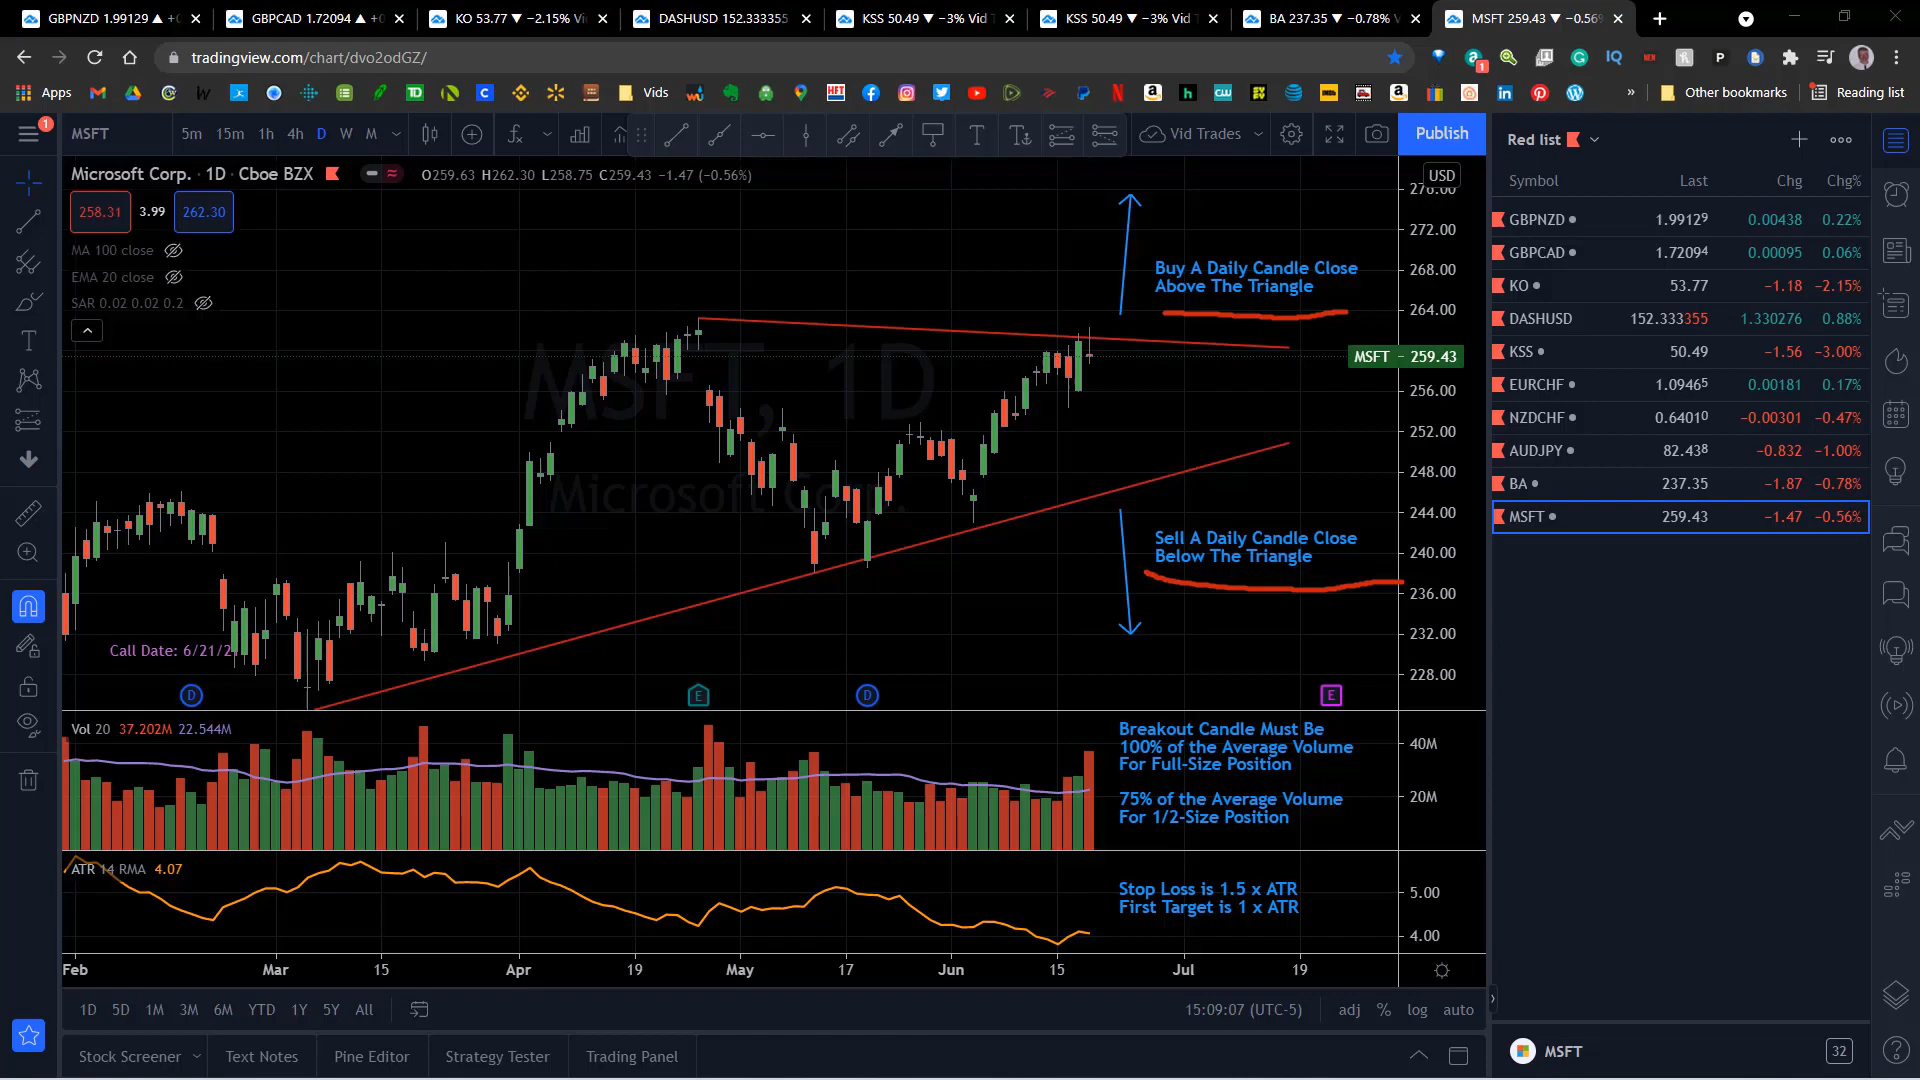 GBPNZD 1.99129 ▲ +0
GBPCAD 1.72094 ▲ +0
KO 53.77 ▼ −2.15% Vi
DASHUSD 152.333355
KSS 50.49 ▼ −3% Vid T
KSS 50.49 ▼ −3% Vid T
BA 237.35 ▼ −0.78% V
MSFT 259.43 ▼ −0.56%
tradingview.com/chart/dvo2odGZ/
Apps
Vids
Other bookmarks
Reading list
1
MSFT
5m 15m 1h 4h D W M
Vid Trades
Publish
Microsoft Corp. · 1D · Cboe BZX
O259.63 H262.30 L258.75 C259.43 −1.47 (−0.56%)
258.31 3.99 262.30
MA 100 close
EMA 20 close
SAR 0.02 0.02 0.2
MSFT, 1D
Microsoft Corp.
Buy A Daily Candle Close
Above The Triangle
Sell A Daily Candle Close
Below The Triangle
Call Date: 6/21/2
D
E
D
E
USD
276.00
272.00
268.00
264.00
MSFT − 259.43
256.00
252.00
248.00
244.00
240.00
236.00
232.00
228.00
Vol 20 37.202M 22.544M
Breakout Candle Must Be
100% of the Average Volume
For Full-Size Position
75% of the Average Volume
For 1/2-Size Position
40M
20M
ATR 14 RMA 4.07
Stop Loss is 1.5 x ATR
First Target is 1 x ATR
5.00
4.00
Feb Mar 15 Apr 19 May 17 Jun 15 Jul 19
1D 5D 1M 3M 6M YTD 1Y 5Y All
15:09:07 (UTC-5) adj % log auto
Stock Screener Text Notes Pine Editor Strategy Tester Trading Panel
Red list
Symbol Last Chg Chg%
GBPNZD 1.99129 0.00438 0.22%
GBPCAD 1.72094 0.00095 0.06%
KO 53.77 −1.18 −2.15%
DASHUSD 152.333355 1.330276 0.88%
KSS 50.49 −1.56 −3.00%
EURCHF 1.09465 0.00181 0.17%
NZDCHF 0.64010 −0.00301 −0.47%
AUDJPY 82.438 −0.832 −1.00%
BA 237.35 −1.87 −0.78%
MSFT 259.43 −1.47 −0.56%
MSFT
32